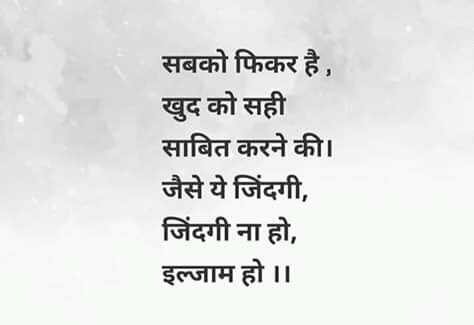 सबको फिकर है ,
खुद को सही
साबित करने की।
जैसे ये जिंदगी,
जिंदगी ना हो,
इल्जाम हो ।।